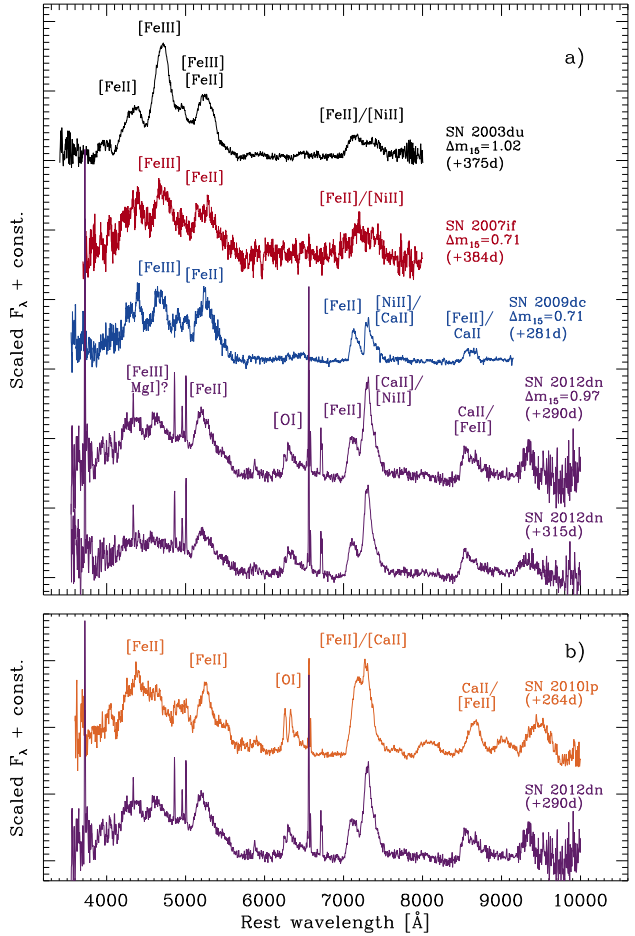 [FeIII]
a)
[FeII]
[FeIII]
[FeII]
[FeII]/[NiII]
SN 2003du
Δm₁₅=1.02
(+375d)
[FeIII]
[FeII]
[FeII]/[NiII]
SN 2007if
Δm₁₅=0.71
(+384d)
[FeIII]
[FeII]
[FeII]
[NiII]/
[CaII]
[FeII]/
CaII
SN 2009dc
Δm₁₅=0.71
(+281d)
[FeIII]
MgI]?
[FeII]
[OI]
[FeII]
[CaII]/
[NiII]
CaII/
[FeII]
SN 2012dn
Δm₁₅=0.97
(+290d)
SN 2012dn
(+315d)
Scaled Fλ + const.
b)
[FeII]
[FeII]
[OI]
[FeII]/[CaII]
CaII/
[FeII]
SN 2010lp
(+264d)
SN 2012dn
(+290d)
Scaled Fλ + const.
4000 5000 6000 7000 8000 9000 10000
Rest wavelength [Å]